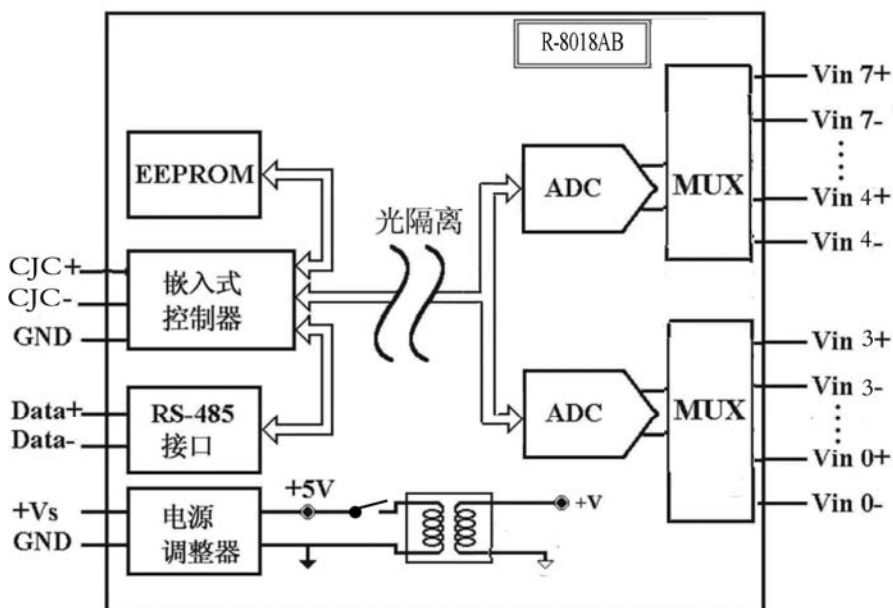 R-8018AB
EEPROM
CJC+
CJC-
GND
嵌入式
控制器
Data+
Data-
RS-485
接口
+Vs
GND
电源
调整器
+5V
+V
光隔离
ADC
MUX
Vin 7+
Vin 7-
Vin 4+
Vin 4-
ADC
MUX
Vin 3+
Vin 3-
Vin 0+
Vin 0-